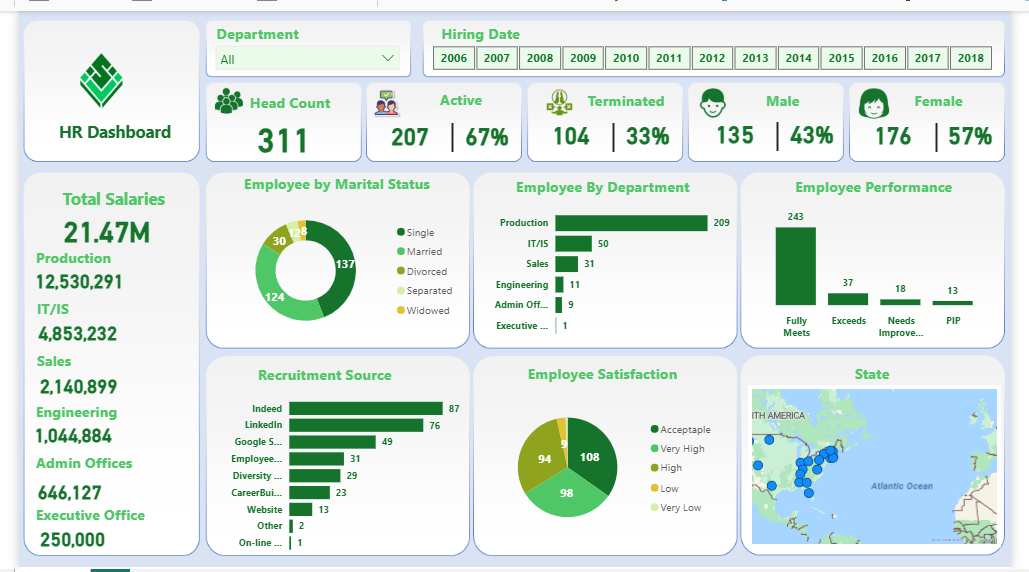 HR Dashboard
Department
All
Hiring Date
2006 2007 2008 2009 2010 2011 2012 2013 2014 2015 2016 2017 2018
Head Count
311
Active
207 67%
Terminated
104 33%
Male
135 43%
Female
176 57%
Total Salaries
21.47M
Production
12,530,291
IT/IS
4,853,232
Sales
2,140,899
Engineering
1,044,884
Admin Offices
646,127
Executive Office
250,000
Employee by Marital Status
137
124
30
12
8
Single
Married
Divorced
Separated
Widowed
Employee By Department
Production 209
IT/IS 50
Sales 31
Engineering 11
Admin Off... 9
Executive ... 1
Employee Performance
243
37
18
13
Fully Meets
Exceeds
Needs Improve...
PIP
Recruitment Source
Indeed 87
LinkedIn 76
Google S... 49
Employee... 31
Diversity ... 29
CareerBui... 23
Website 13
Other 2
On-line ... 1
Employee Satisfaction
108
98
94
9
Acceptaple
Very High
High
Low
Very Low
State
RTH AMERICA
Atlantic Ocean